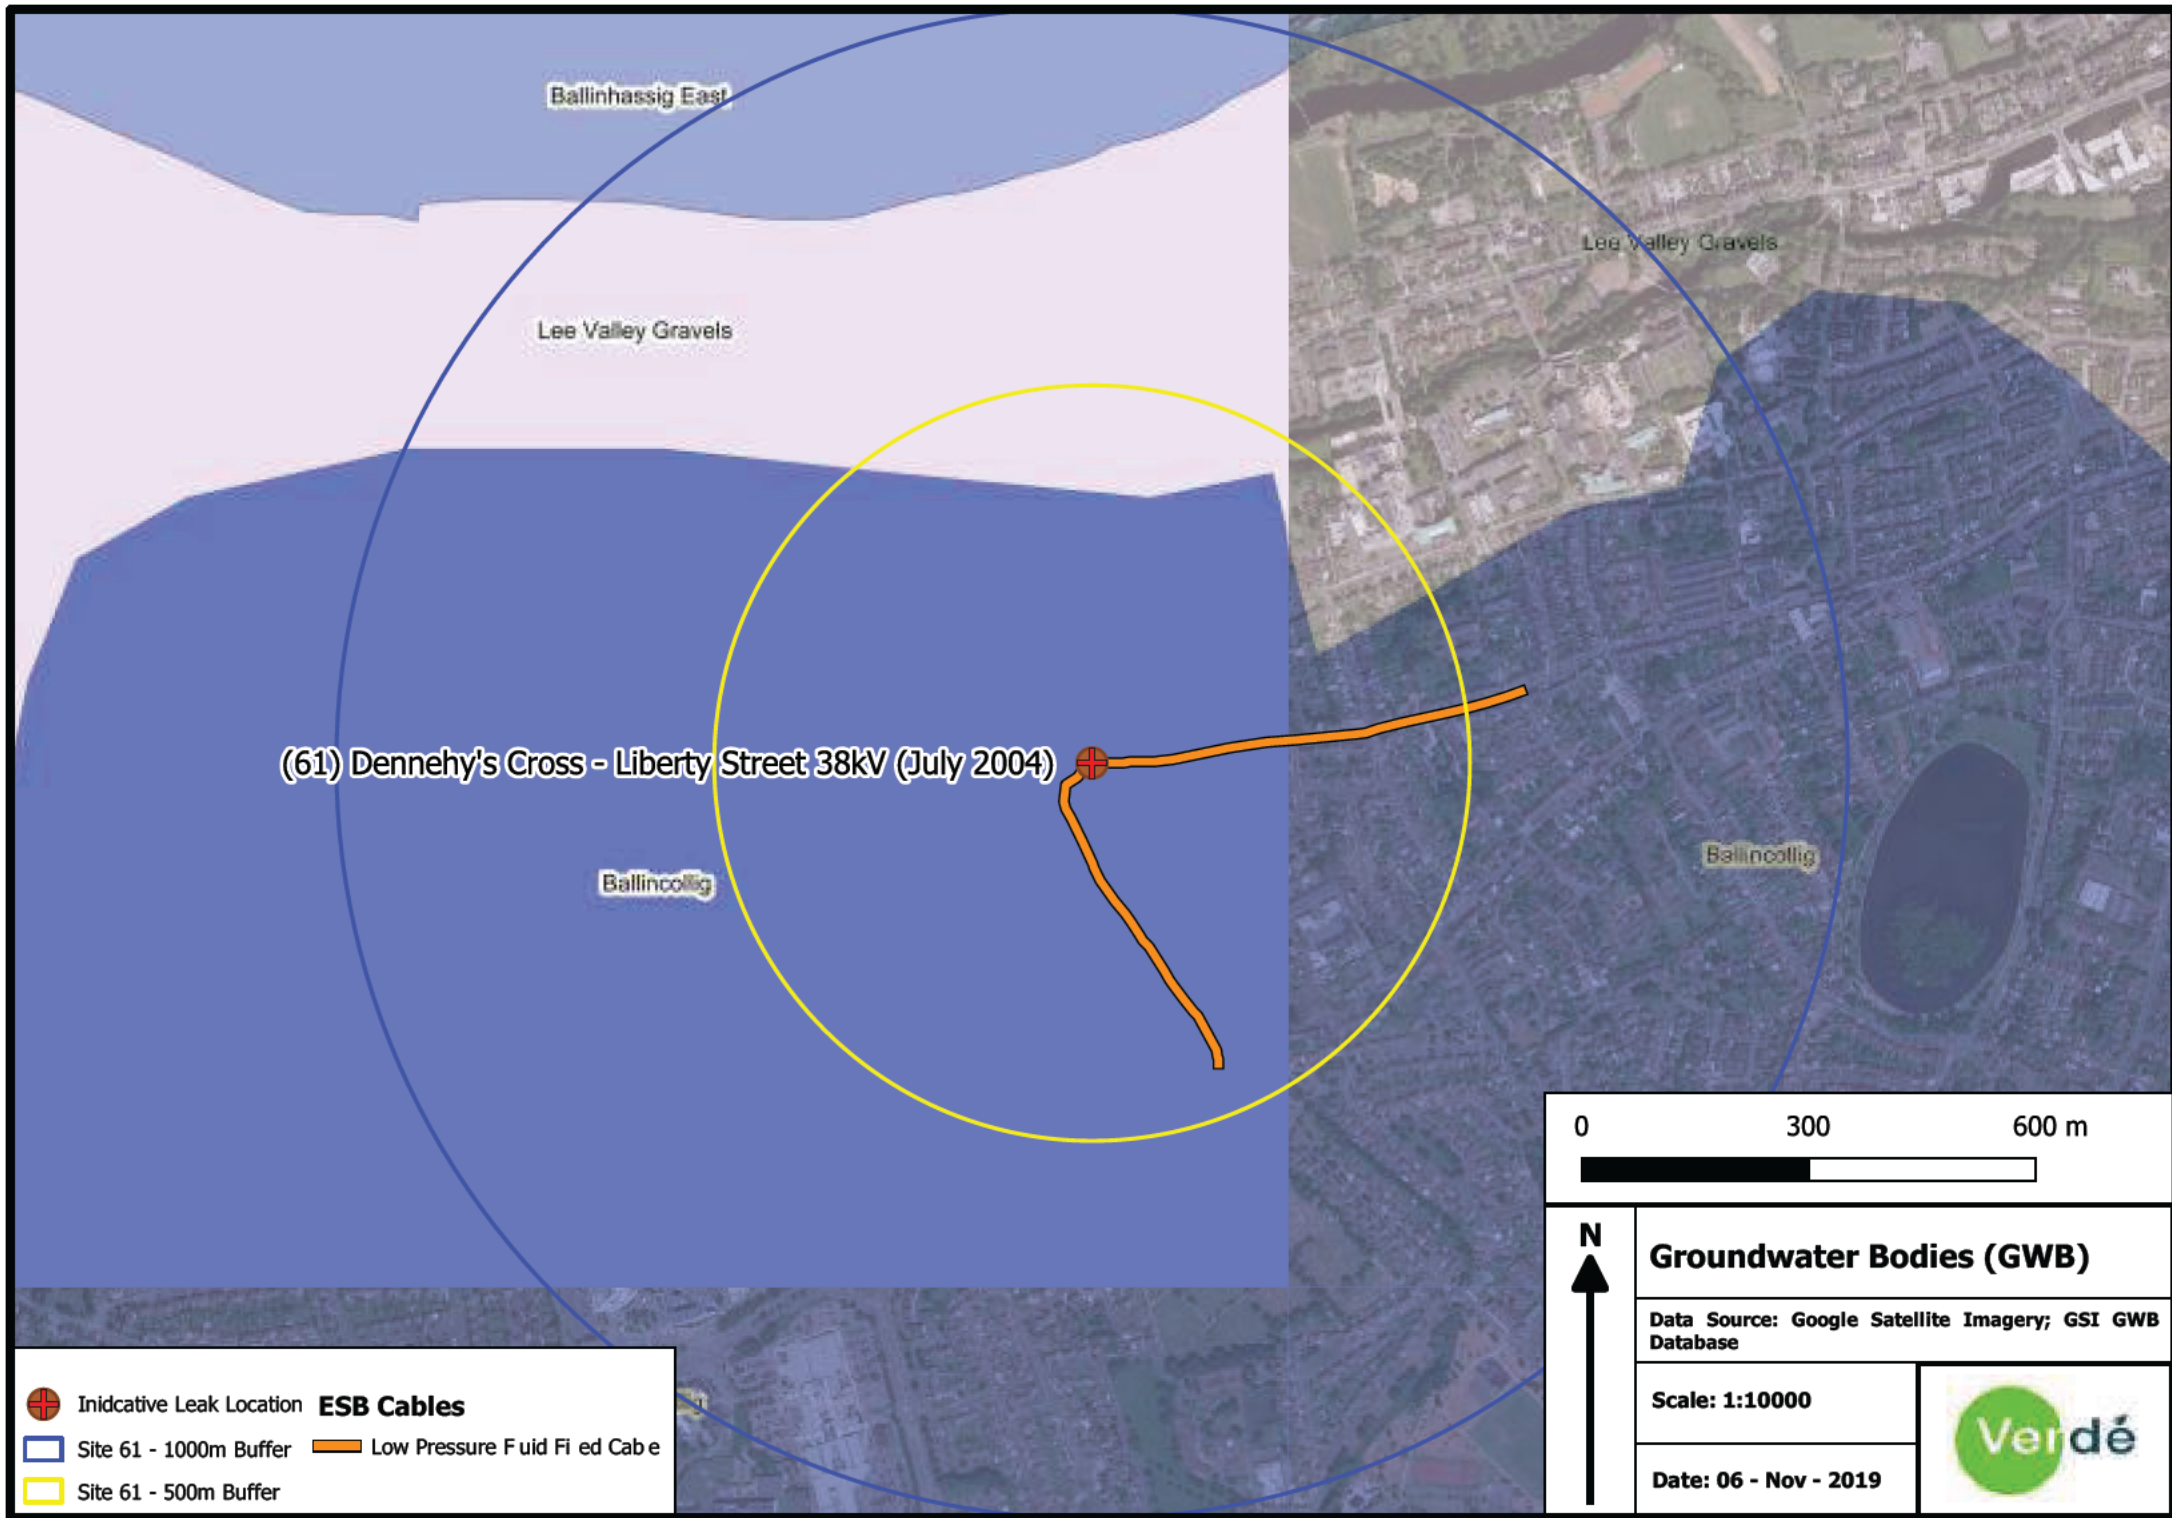 Ballinhassig East
Lee Valley Gravels
Lee Valley Gravels
(61) Dennehy's Cross - Liberty Street 38kV (July 2004)
Ballincollig
Ballincollig
0 300 600 m
N
Groundwater Bodies (GWB)
Data Source: Google Satellite Imagery; GSI GWB
Database
Scale: 1:10000
Date: 06 - Nov - 2019
Verdé
Inidcative Leak Location
Site 61 - 1000m Buffer
Site 61 - 500m Buffer
ESB Cables
Low Pressure F uid Fi ed Cab e